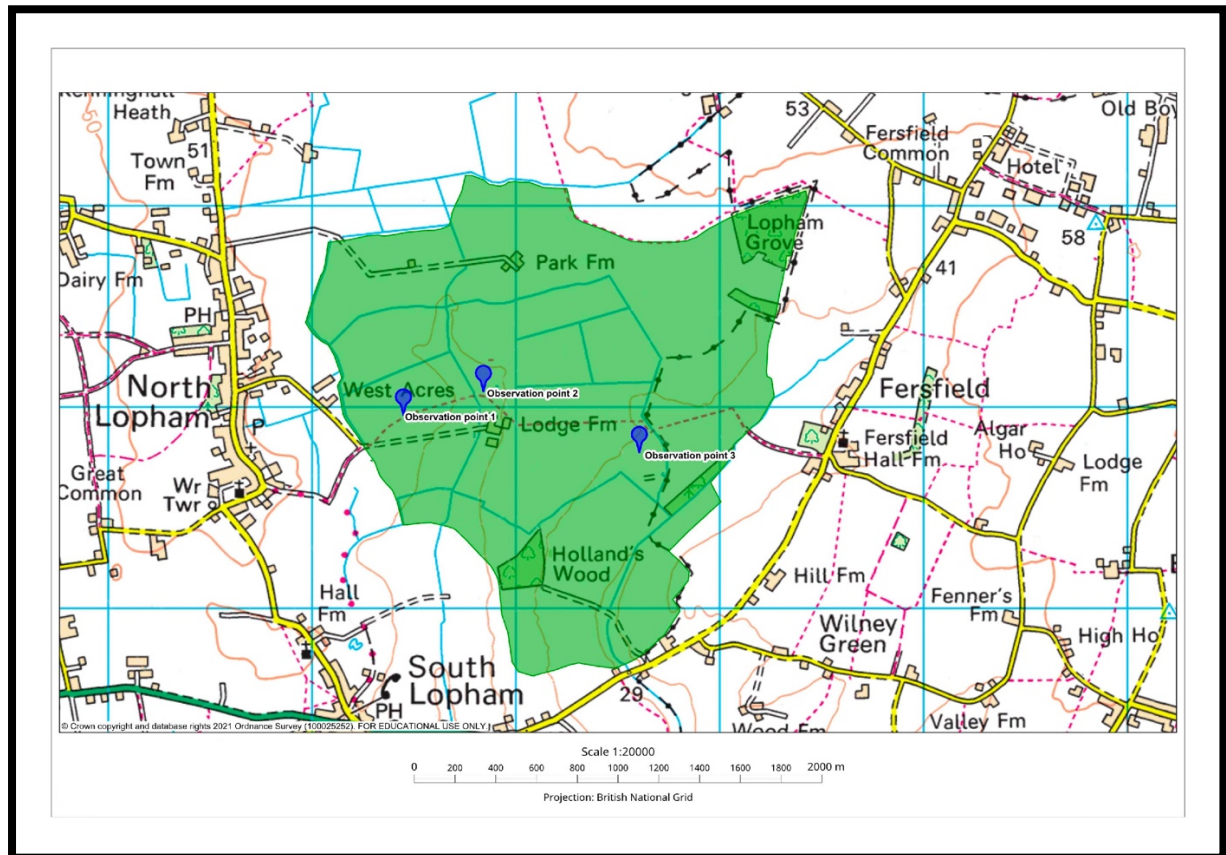 Heath
50
51
Town
Fm
53
Fersfield
Common
Hotel
Old Bo
58
41
Lopham
Grove
Park Fm
Dairy Fm
PH
North
Lopham
West Acres
Observation point 1
Observation point 2
Lodge Fm
Observation point 3
Fersfield
Fersfield
Hall Fm
Algar
Ho
Lodge
Fm
P
Great
Common
Wr
Twr
Holland's
Wood
Hall
Fm
Hill Fm
Fenner's
Fm
Wilney
Green
High Ho
South
Lopham
PH
29
Valley Fm
© Crown copyright and database rights 2021 Ordnance Survey (100025252). FOR EDUCATIONAL USE ONLY.
Scale 1:20000
0 200 400 600 800 1000 1200 1400 1600 1800 2000 m
Projection: British National Grid